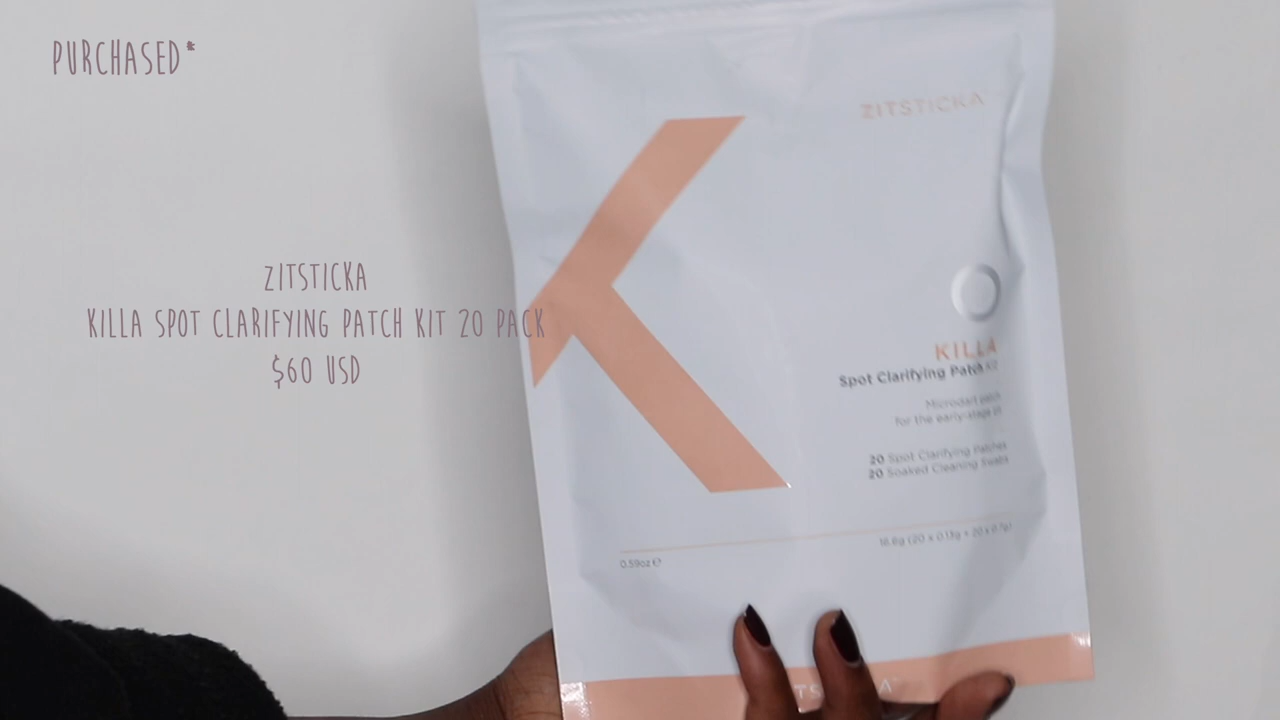 PURCHASED*
ZITSTICKA
KILLA SPOT CLARIFYING PATCH KIT 20 PACK
$60 USD
ZITSTICKA
KILLA
Spot Clarifying Patch Kit
Microdart patch
for the early-stage zit
20 Spot Clarifying Patches
20 Soaked Cleaning Swabs
16.6g (20 x 0.13g + 20 x 0.7g)
0.59oz ℮